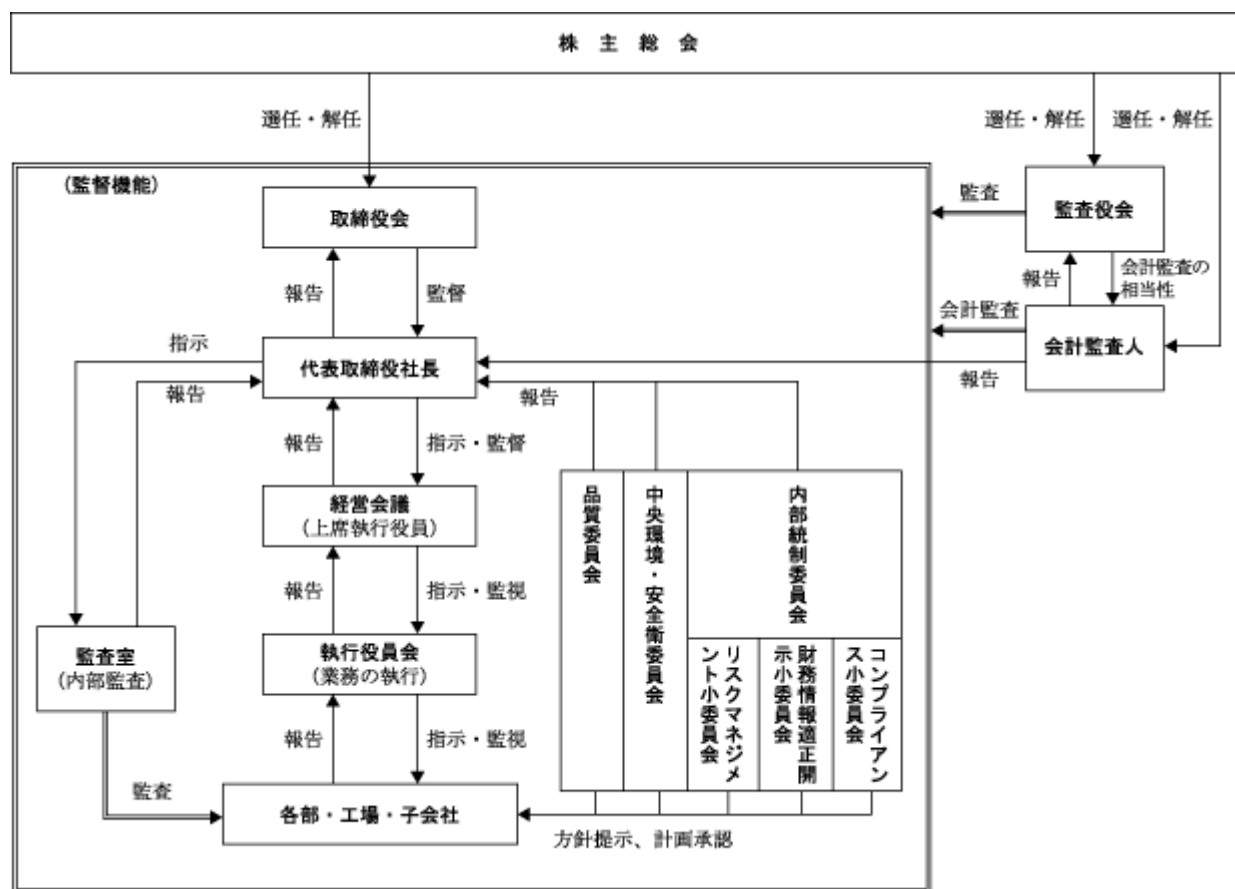 株主総会
選任・解任
選任・解任
選任・解任
(監督機能)
取締役会
監査
監査役会
報告
監督
報告
会計監査の
相当性
会計監査
会計監査人
指示
代表取締役社長
報告
報告
報告
報告
指示・監督
経営会議
(上席執行役員)
品質委員会
中央環境・安全衛委員会
内部統制委員会
報告
指示・監視
監査室
(内部監査)
執行役員会
(業務の執行)
リスクマネジメ
ント小委員会
財務情報適正開
示小委員会
コンプライアン
ス小委員会
報告
指示・監視
監査
各部・工場・子会社
方針提示、計画承認